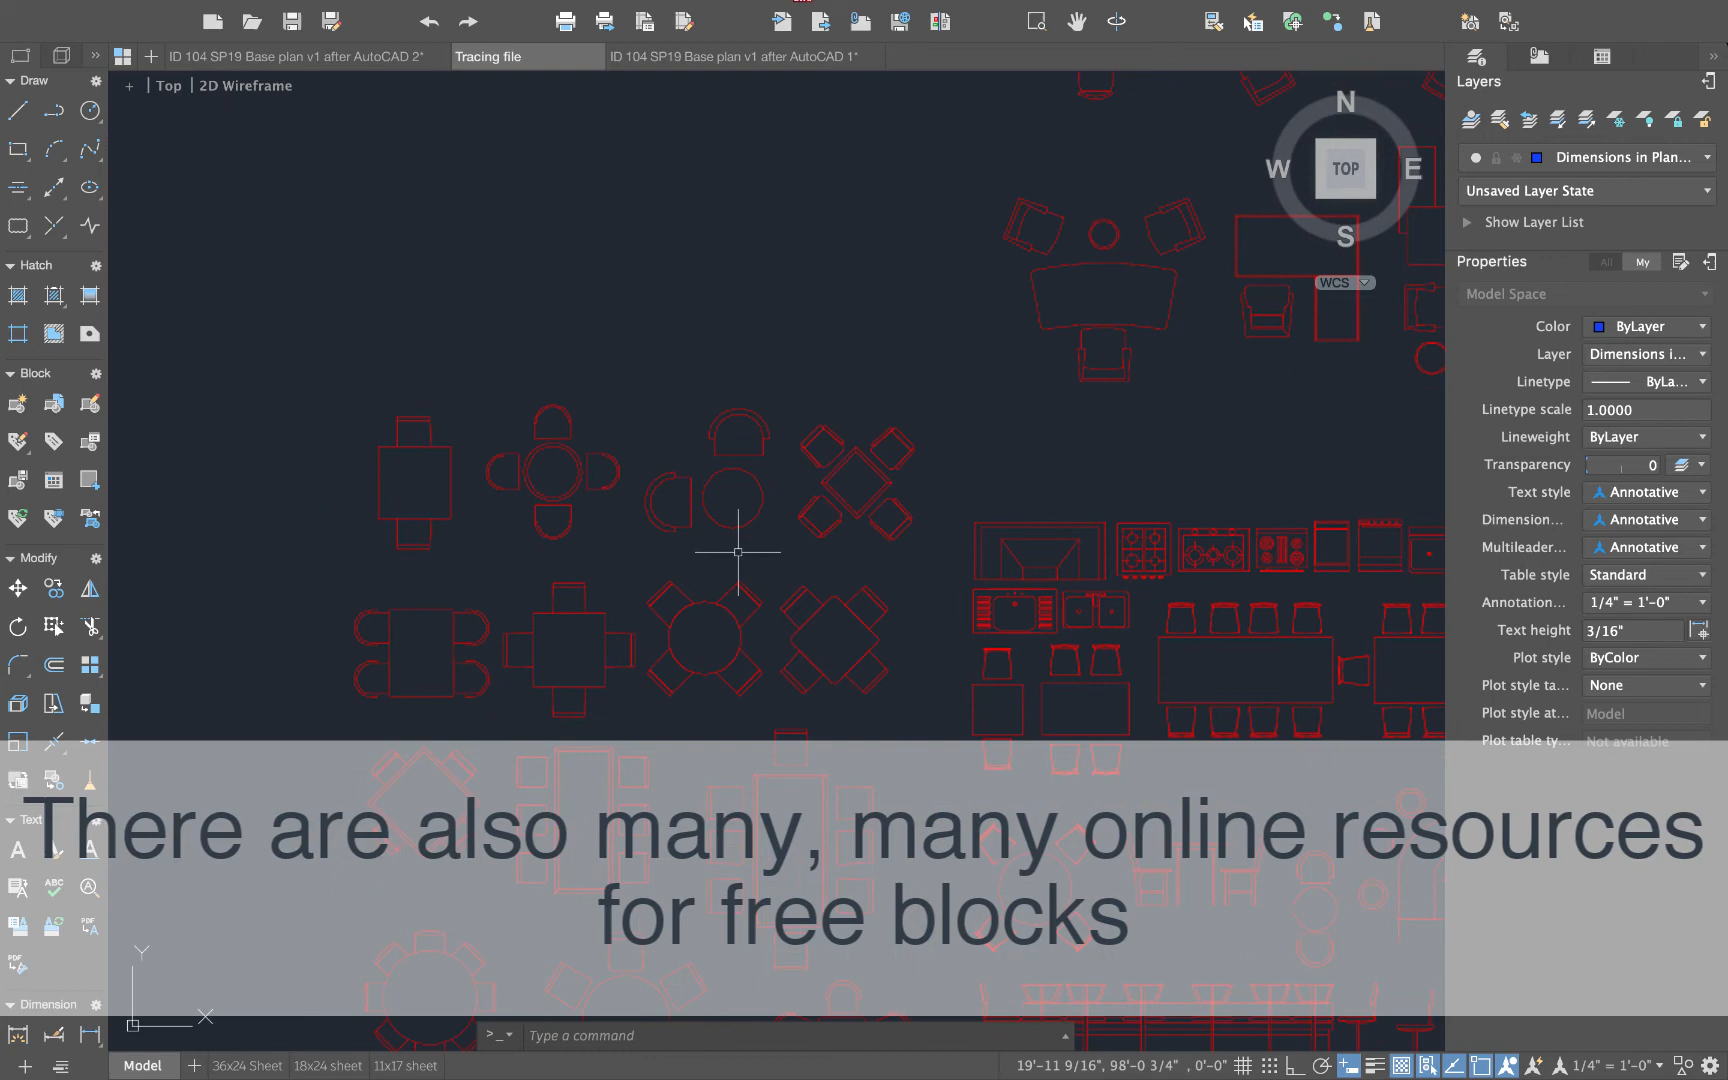 ID 104 SP19 Base plan v1 after AutoCAD 2*
Tracing file
ID 104 SP19 Base plan v1 after AutoCAD 1*
Draw
+ | Top | 2D Wireframe
Hatch
Block
Modify
Text
A
A
ABC
PDF
PDF
Dimension
N
W
TOP
E
S
WCS
Layers
Dimensions in Plan...
Unsaved Layer State
Show Layer List
Properties
All
My
Model Space
Color
ByLayer
Layer
Dimensions i...
Linetype
ByLa...
Linetype scale
1.0000
Lineweight
ByLayer
Transparency
0
Text style
Annotative
Dimension...
Annotative
Multileader...
Annotative
Table style
Standard
Annotation...
1/4" = 1'-0"
Text height
3/16"
Plot style
ByColor
Plot style ta...
None
Plot style at...
Model
Plot table ty...
Not available
There are also many, many online resources
for free blocks
Y
X
>_
Type a command
Model
36x24 Sheet
18x24 sheet
11x17 sheet
19'-11 9/16", 98'-0 3/4" , 0'-0"
1/4" = 1'-0"